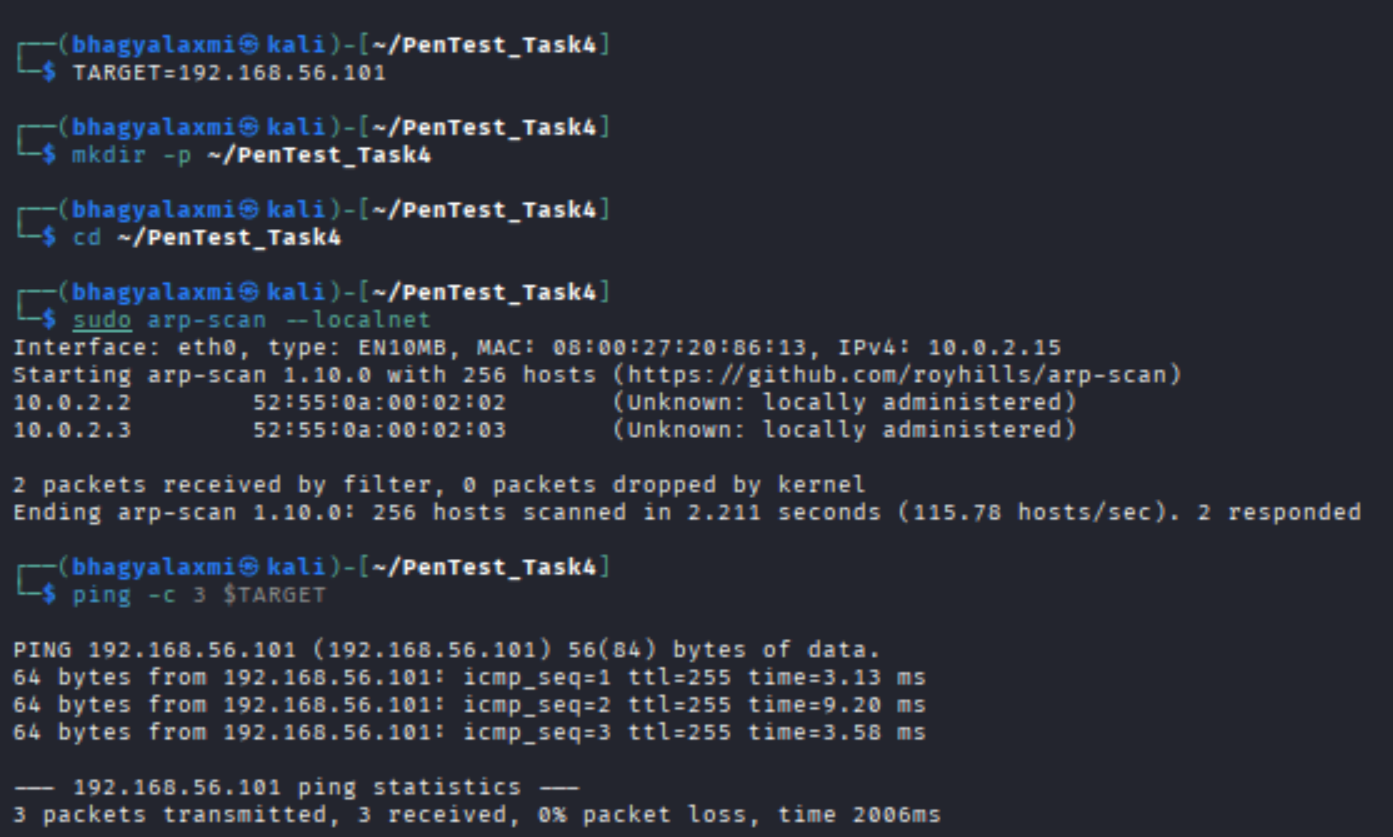 ┌──(bhagyalaxmi㉿kali)-[~/PenTest_Task4]
└─$ TARGET=192.168.56.101
┌──(bhagyalaxmi㉿kali)-[~/PenTest_Task4]
└─$ mkdir -p ~/PenTest_Task4
┌──(bhagyalaxmi㉿kali)-[~/PenTest_Task4]
└─$ cd ~/PenTest_Task4
┌──(bhagyalaxmi㉿kali)-[~/PenTest_Task4]
└─$ sudo arp-scan --localnet
Interface: eth0, type: EN10MB, MAC: 08:00:27:20:86:13, IPv4: 10.0.2.15
Starting arp-scan 1.10.0 with 256 hosts (https://github.com/royhills/arp-scan)
10.0.2.2        52:55:0a:00:02:02       (Unknown: locally administered)
10.0.2.3        52:55:0a:00:02:03       (Unknown: locally administered)
2 packets received by filter, 0 packets dropped by kernel
Ending arp-scan 1.10.0: 256 hosts scanned in 2.211 seconds (115.78 hosts/sec). 2 responded
┌──(bhagyalaxmi㉿kali)-[~/PenTest_Task4]
└─$ ping -c 3 $TARGET
PING 192.168.56.101 (192.168.56.101) 56(84) bytes of data.
64 bytes from 192.168.56.101: icmp_seq=1 ttl=255 time=3.13 ms
64 bytes from 192.168.56.101: icmp_seq=2 ttl=255 time=9.20 ms
64 bytes from 192.168.56.101: icmp_seq=3 ttl=255 time=3.58 ms
--- 192.168.56.101 ping statistics ---
3 packets transmitted, 3 received, 0% packet loss, time 2006ms